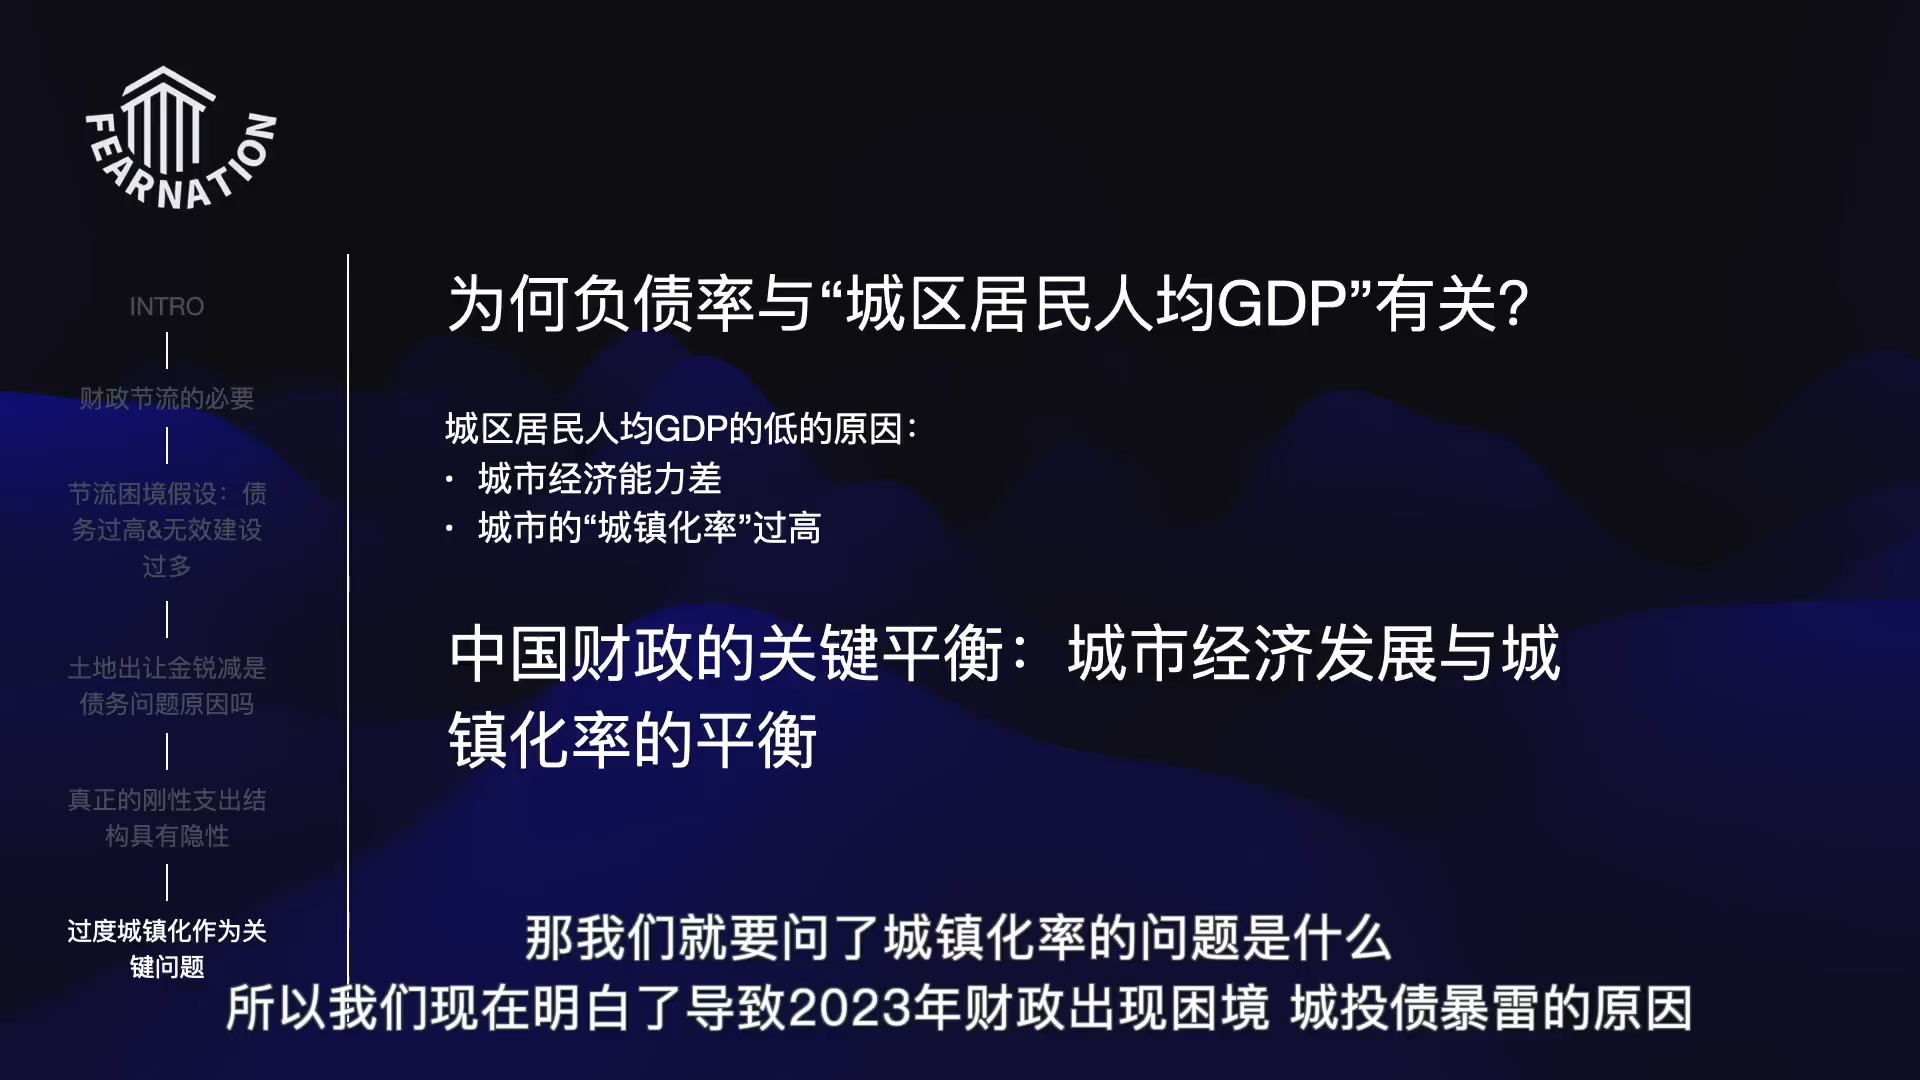 FEARNATION
INTRO
财政节流的必要
节流困境假设：债
务过高&无效建设
过多
土地出让金锐减是
债务问题原因吗
真正的刚性支出结
构具有隐性
过度城镇化作为关
键问题
为何负债率与“城区居民人均GDP”有关？
城区居民人均GDP的低的原因：
· 城市经济能力差
· 城市的“城镇化率”过高
中国财政的关键平衡：城市经济发展与城
镇化率的平衡
那我们就要问了城镇化率的问题是什么
所以我们现在明白了导致2023年财政出现困境 城投债暴雷的原因